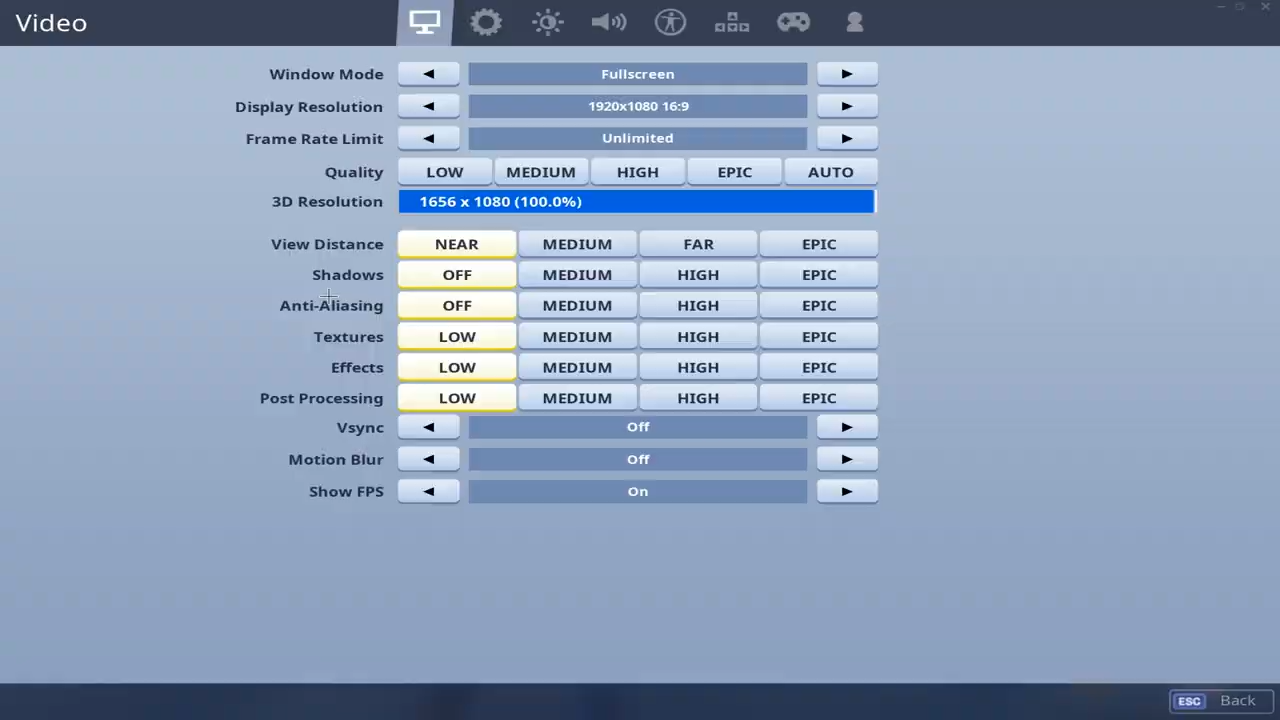 Video
Window Mode ◄ Fullscreen ►
Display Resolution ◄ 1920x1080 16:9 ►
Frame Rate Limit ◄ Unlimited ►
Quality LOW MEDIUM HIGH EPIC AUTO
3D Resolution 1656 x 1080 (100.0%)
View Distance NEAR MEDIUM FAR EPIC
Shadows OFF MEDIUM HIGH EPIC
Anti-Aliasing OFF MEDIUM HIGH EPIC
Textures LOW MEDIUM HIGH EPIC
Effects LOW MEDIUM HIGH EPIC
Post Processing LOW MEDIUM HIGH EPIC
Vsync ◄ Off ►
Motion Blur ◄ Off ►
Show FPS ◄ On ►
ESC Back